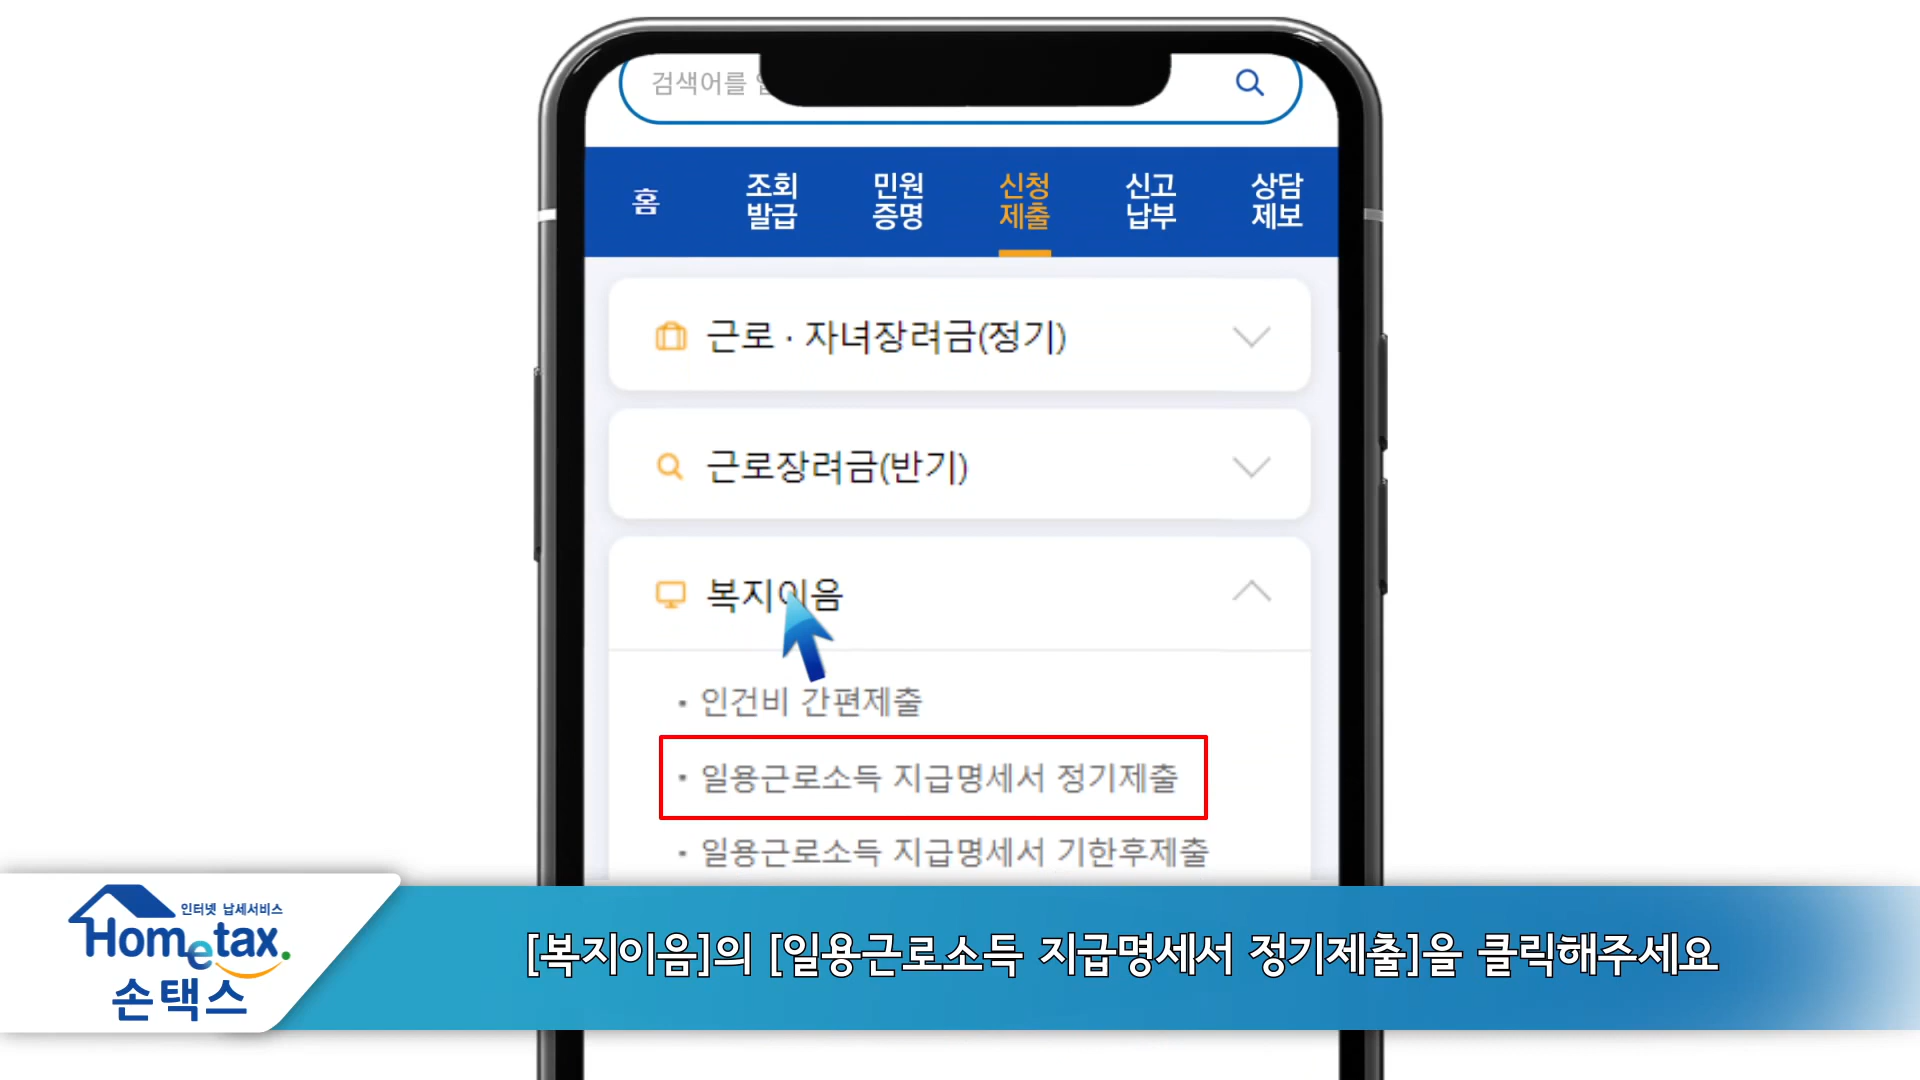 검색어를
홈
조회
발급
민원
증명
신청
제출
신고
납부
상담
제보
근로 · 자녀장려금(정기)
근로장려금(반기)
복지이음
· 인건비 간편제출
· 일용근로소득 지급명세서 정기제출
· 일용근로소득 지급명세서 기한후제출
인터넷 납세서비스
Hometax.
손택스
[복지이음]의 [일용근로소득 지급명세서 정기제출]을 클릭해주세요